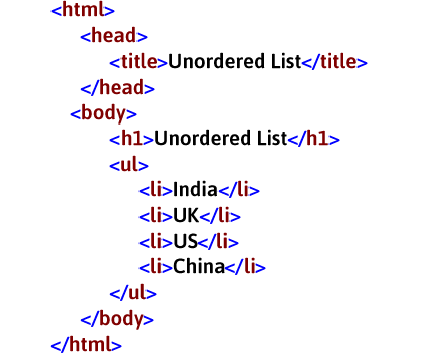 <html>
<head>
<title>Unordered List</title>
</head>
<body>
<h1>Unordered List</h1>
<ul>
<li>India</li>
<li>UK</li>
<li>US</li>
<li>China</li>
</ul>
</body>
</html>